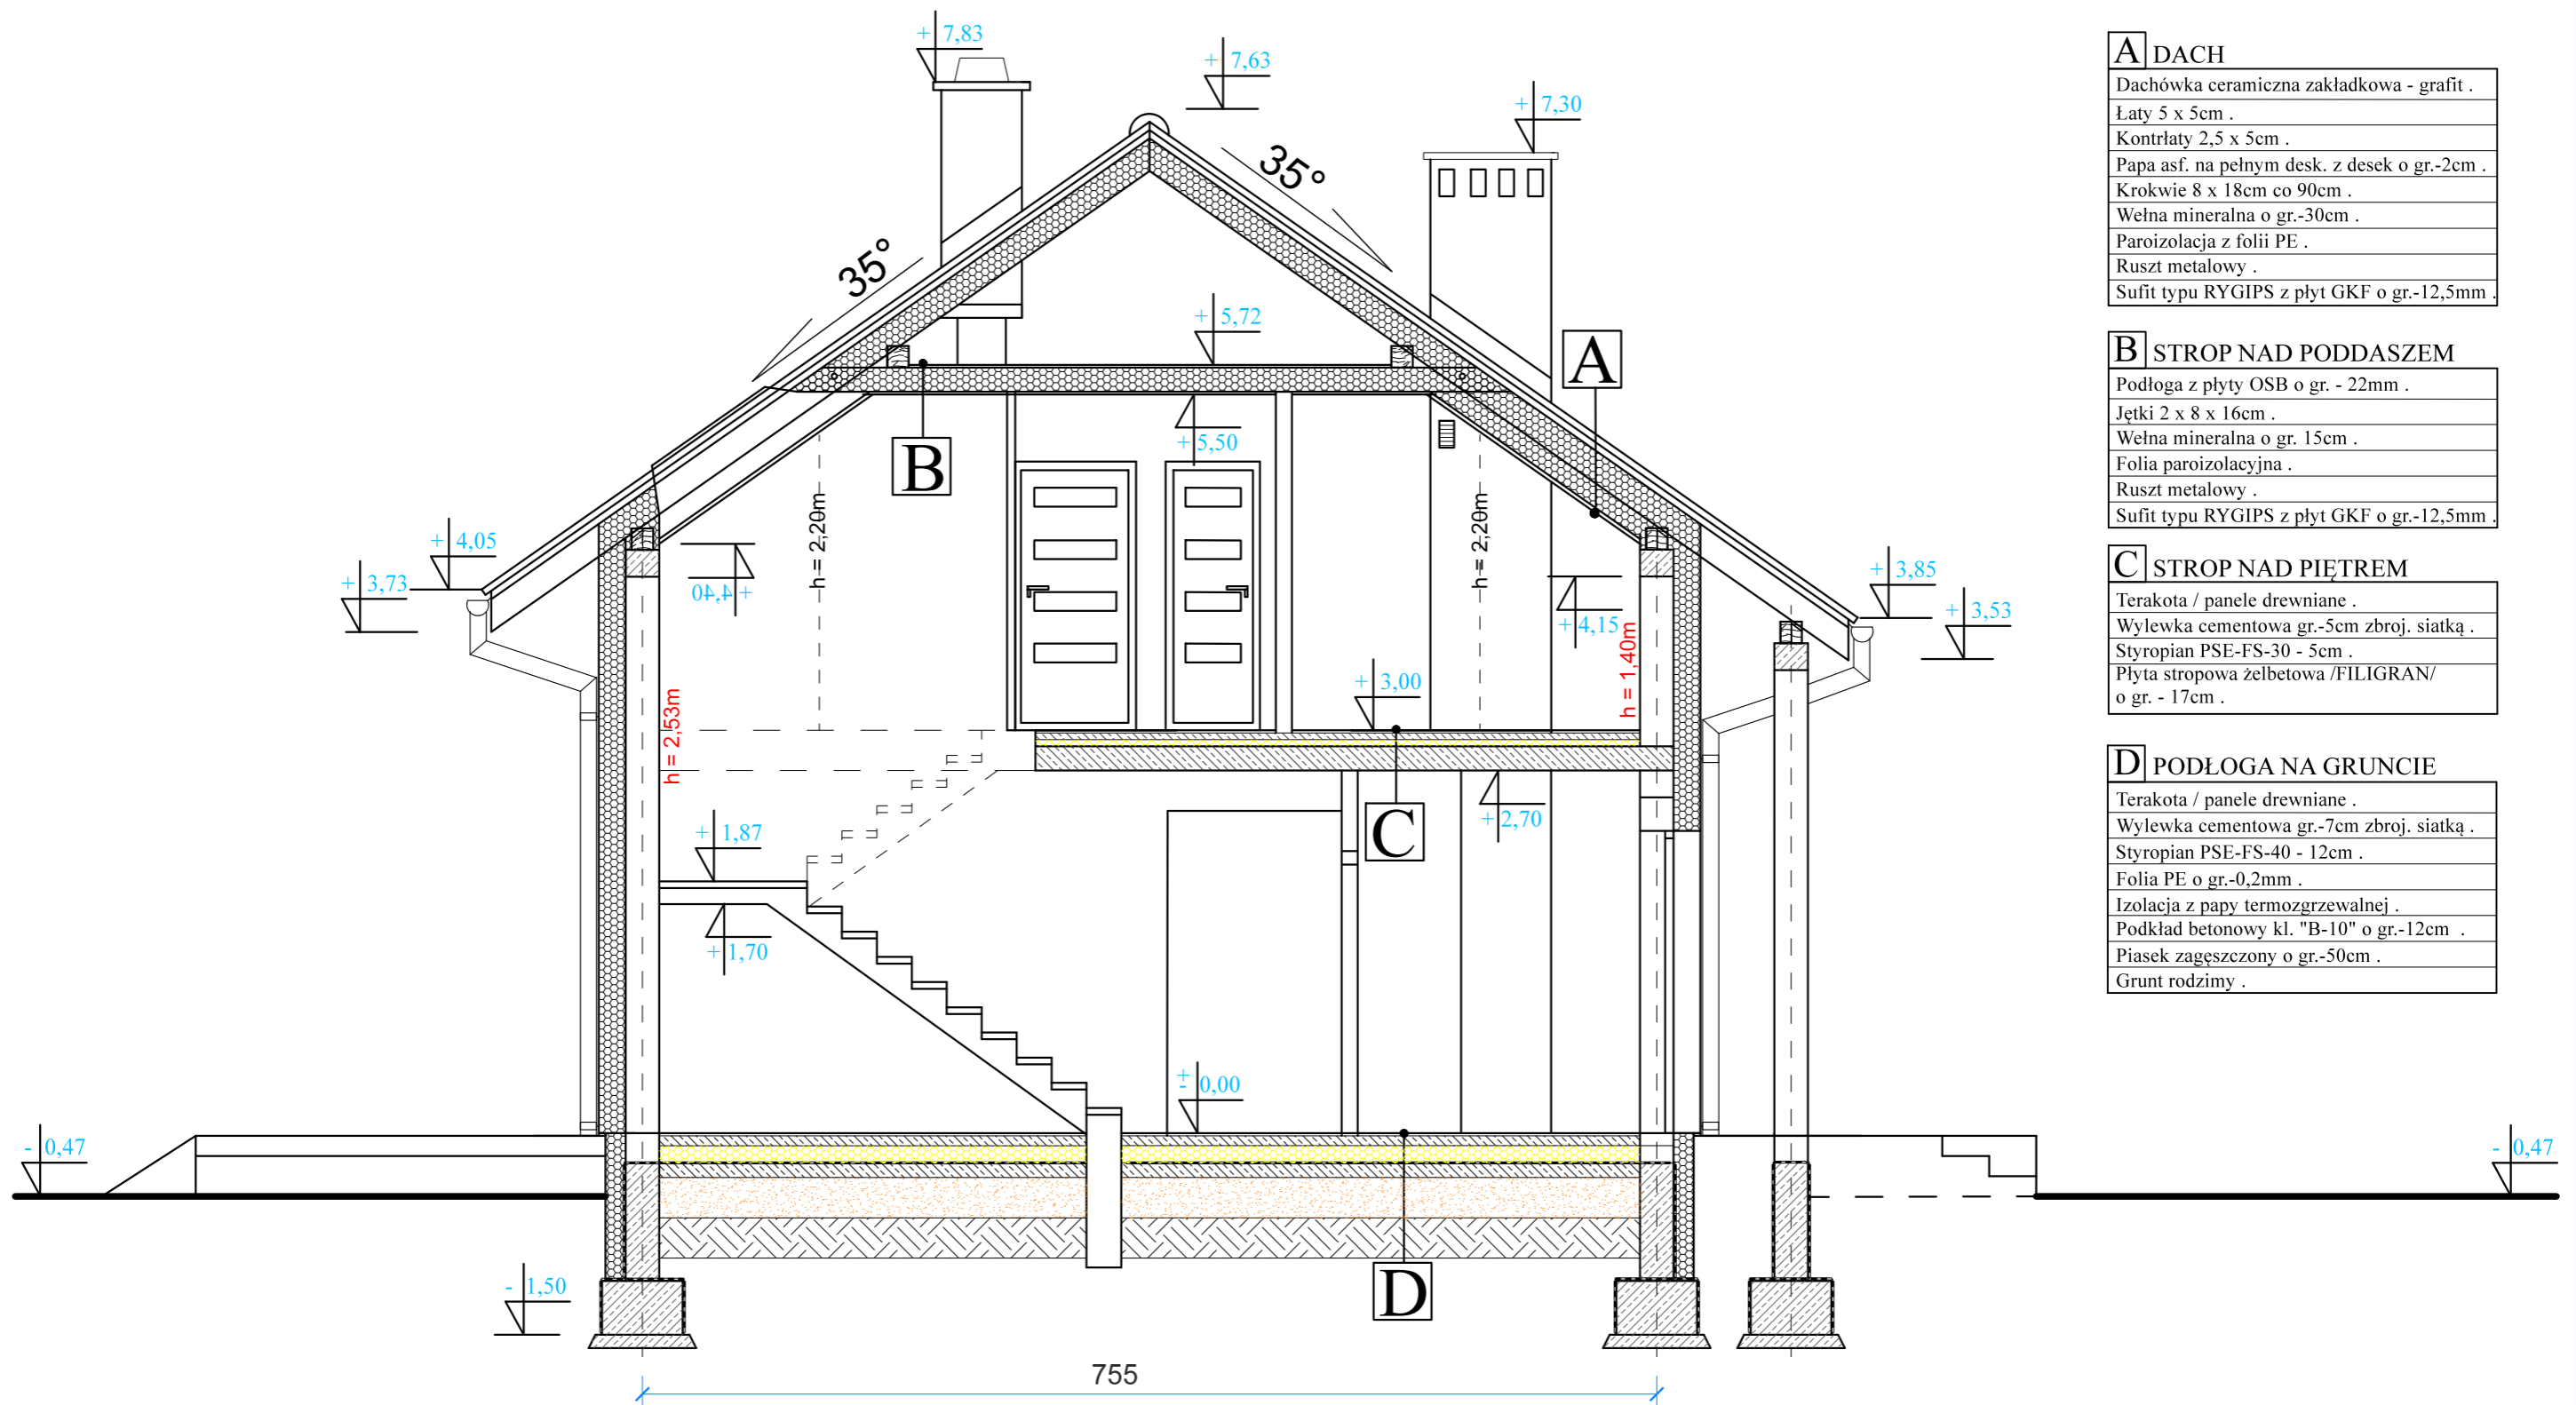 + 7,83
+ 7,63
+ 7,30
35°
35°
+ 5,72
A
B
+ 5,50
h = 2,20m
h = 2,20m
+ 4,05
+ 3,73
+ 4,40
+ 4,15
+ 3,85
+ 3,53
h = 1,40m
h = 2,53m
+ 3,00
C
+ 2,70
+ 1,87
+ 1,70
+
- 0,00
- 0,47
- 0,47
- 1,50
D
755
A DACH
Dachówka ceramiczna zakładkowa - grafit .
Łaty 5 x 5cm .
Kontrłaty 2,5 x 5cm .
Papa asf. na pełnym desk. z desek o gr.-2cm .
Krokwie 8 x 18cm co 90cm .
Wełna mineralna o gr.-30cm .
Paroizolacja z folii PE .
Ruszt metalowy .
Sufit typu RYGIPS z płyt GKF o gr.-12,5mm .
B STROP NAD PODDASZEM
Podłoga z płyty OSB o gr. - 22mm .
Jętki 2 x 8 x 16cm .
Wełna mineralna o gr. 15cm .
Folia paroizolacyjna .
Ruszt metalowy .
Sufit typu RYGIPS z płyt GKF o gr.-12,5mm .
C STROP NAD PIĘTREM
Terakota / panele drewniane .
Wylewka cementowa gr.-5cm zbroj. siatką .
Styropian PSE-FS-30 - 5cm .
Płyta stropowa żelbetowa /FILIGRAN/
o gr. - 17cm .
D PODŁOGA NA GRUNCIE
Terakota / panele drewniane .
Wylewka cementowa gr.-7cm zbroj. siatką .
Styropian PSE-FS-40 - 12cm .
Folia PE o gr.-0,2mm .
Izolacja z papy termozgrzewalnej .
Podkład betonowy kl. "B-10" o gr.-12cm .
Piasek zagęszczony o gr.-50cm .
Grunt rodzimy .